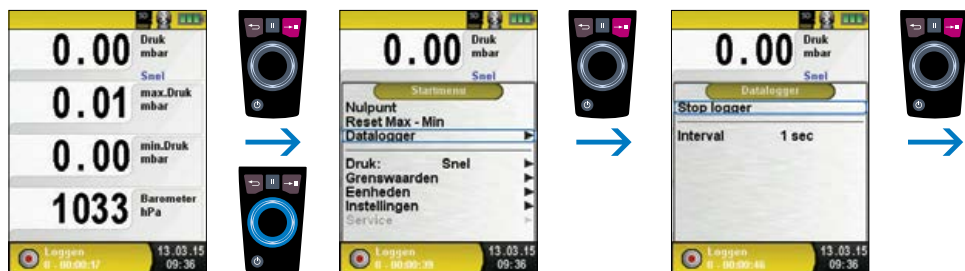 0.00 Druk mbar
Snel
0.01 max.Druk mbar
0.00 min.Druk mbar
1033 Barometer hPa
Loggen 13.03.15
0 - 00:00:17 09:36
0.00 Druk mbar
Snel
Startmenu
Nulpunt
Reset Max - Min
Datalogger
Druk: Snel
Grenswaarden
Eenheden
Instellingen
Service
Loggen 13.03.15
0 - 00:00:39 09:36
0.00 Druk mbar
Snel
Datalogger
Stop logger
Interval 1 sec
Loggen 13.03.15
0 - 00:00:46 09:36